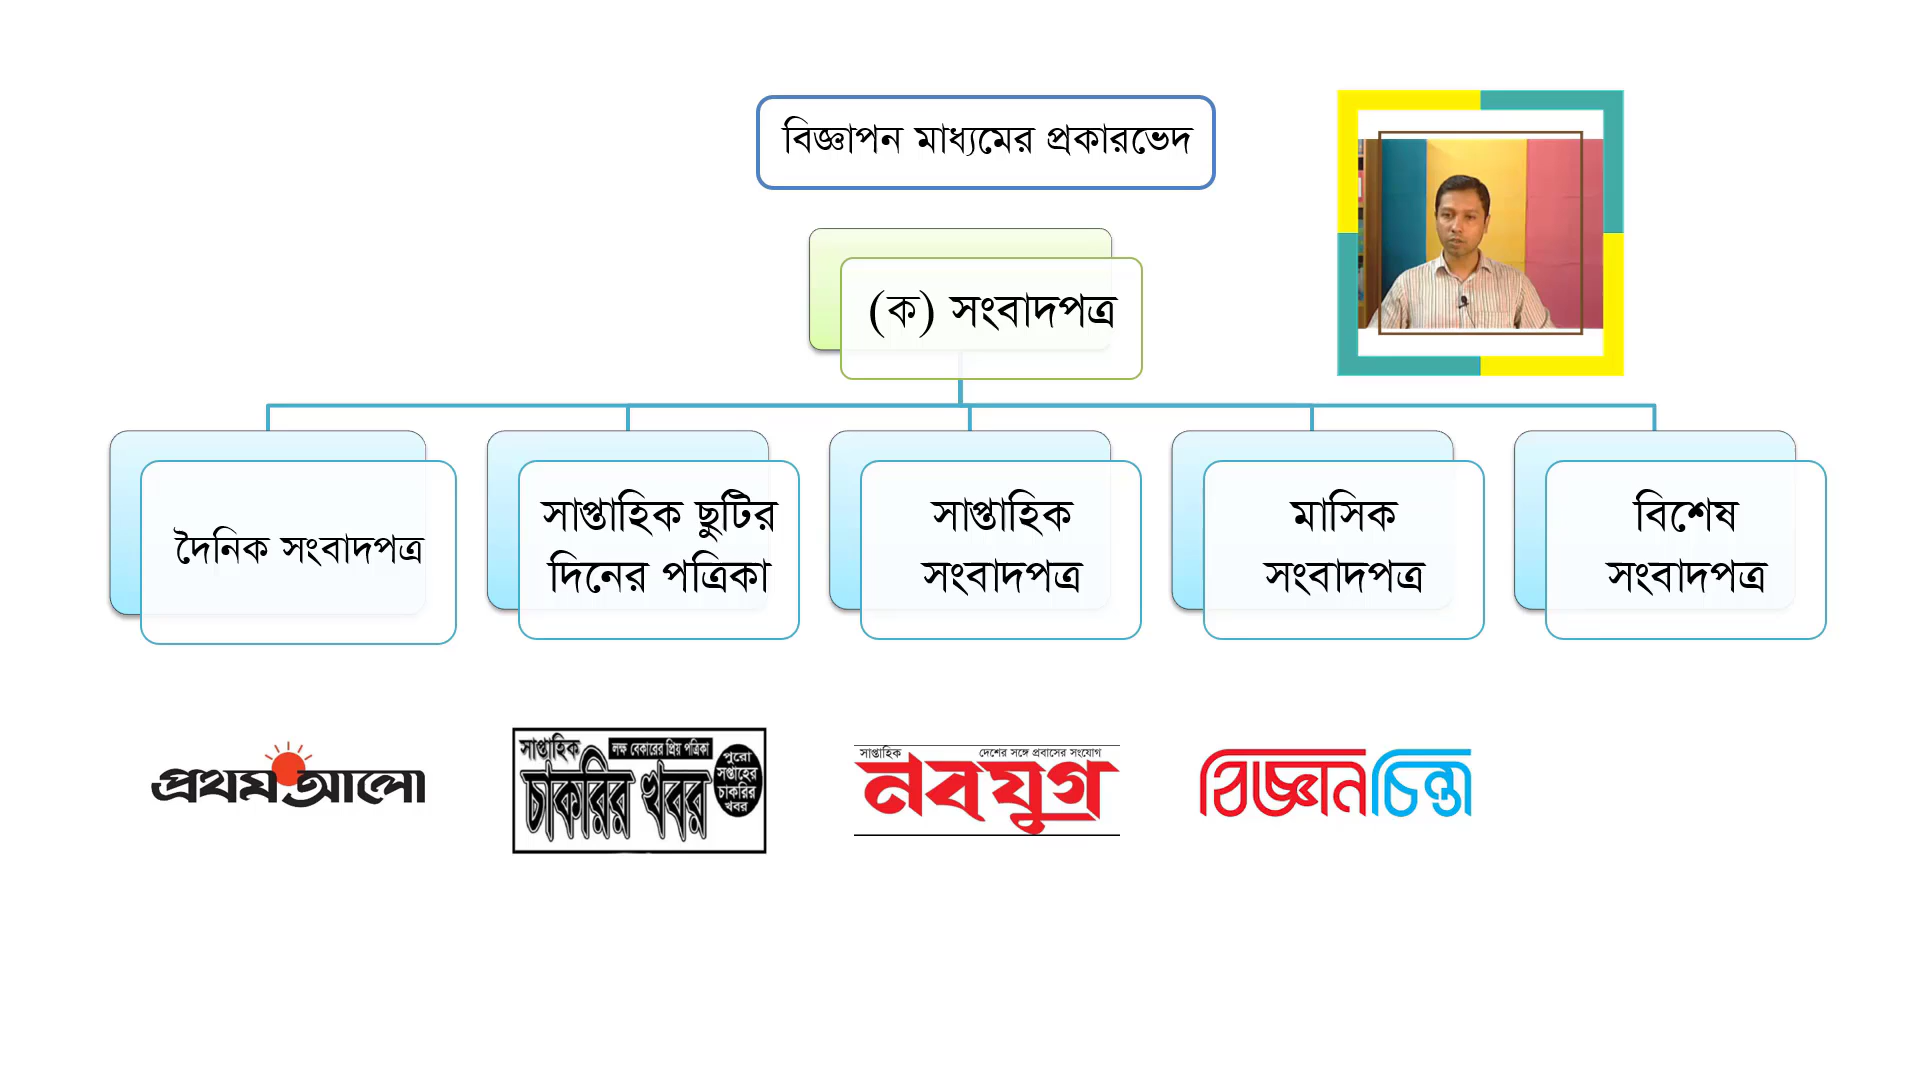 বিজ্ঞাপন মাধ্যমের প্রকারভেদ
(ক) সংবাদপত্র
দৈনিক সংবাদপত্র
সাপ্তাহিক ছুটির
দিনের পত্রিকা
সাপ্তাহিক
সংবাদপত্র
মাসিক
সংবাদপত্র
বিশেষ
সংবাদপত্র
প্রথম আলো
সাপ্তাহিক
লক্ষ বেকারের প্রিয় পত্রিকা
চাকরির খবর
পুরো
সপ্তাহের
চাকরির
খবর
সাপ্তাহিক
দেশের সঙ্গে প্রবাসের সংযোগ
নবযুগ
বিজ্ঞানচিন্তা